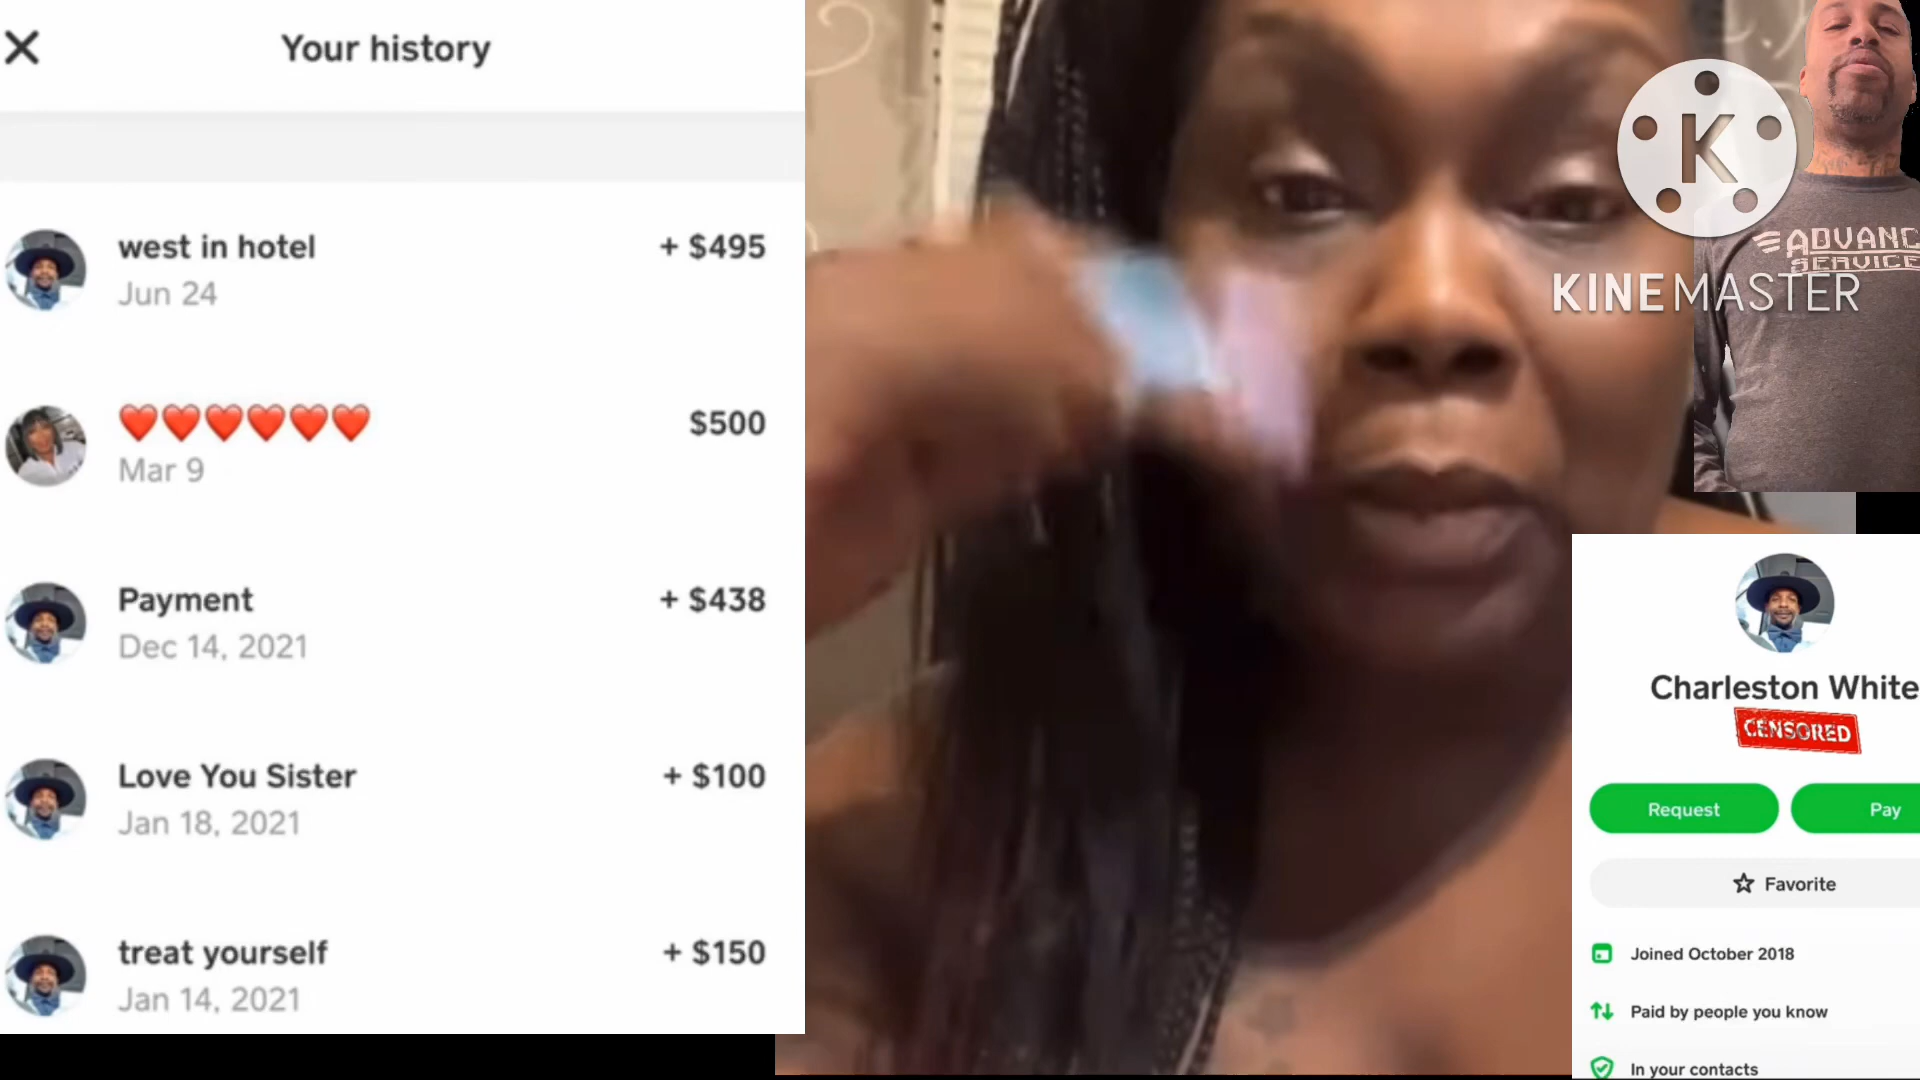 Your history
west in hotel
+ $495
Jun 24
❤️❤️❤️❤️❤️❤️
$500
Mar 9
Payment
+ $438
Dec 14, 2021
Love You Sister
+ $100
Jan 18, 2021
treat yourself
+ $150
Jan 14, 2021
K
KINEMASTER
ADVANC
SERVICE
Charleston White
CENSORED
Request
Pay
Favorite
Joined October 2018
Paid by people you know
In your contacts